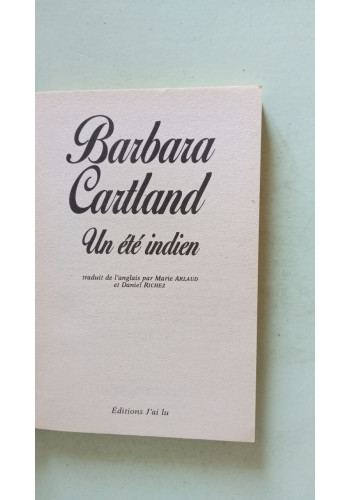 Barbara
Cartland
Un été indien
traduit de l'anglais par Marie ARLAUD
et Daniel RICHEZ
Éditions J'ai lu